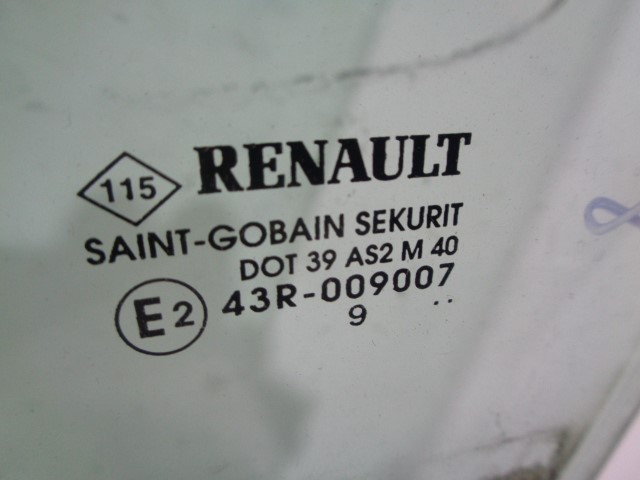 115 RENAULT
SAINT-GOBAIN SEKURIT
DOT 39 AS2 M 40
E2 43R-009007
9 ..